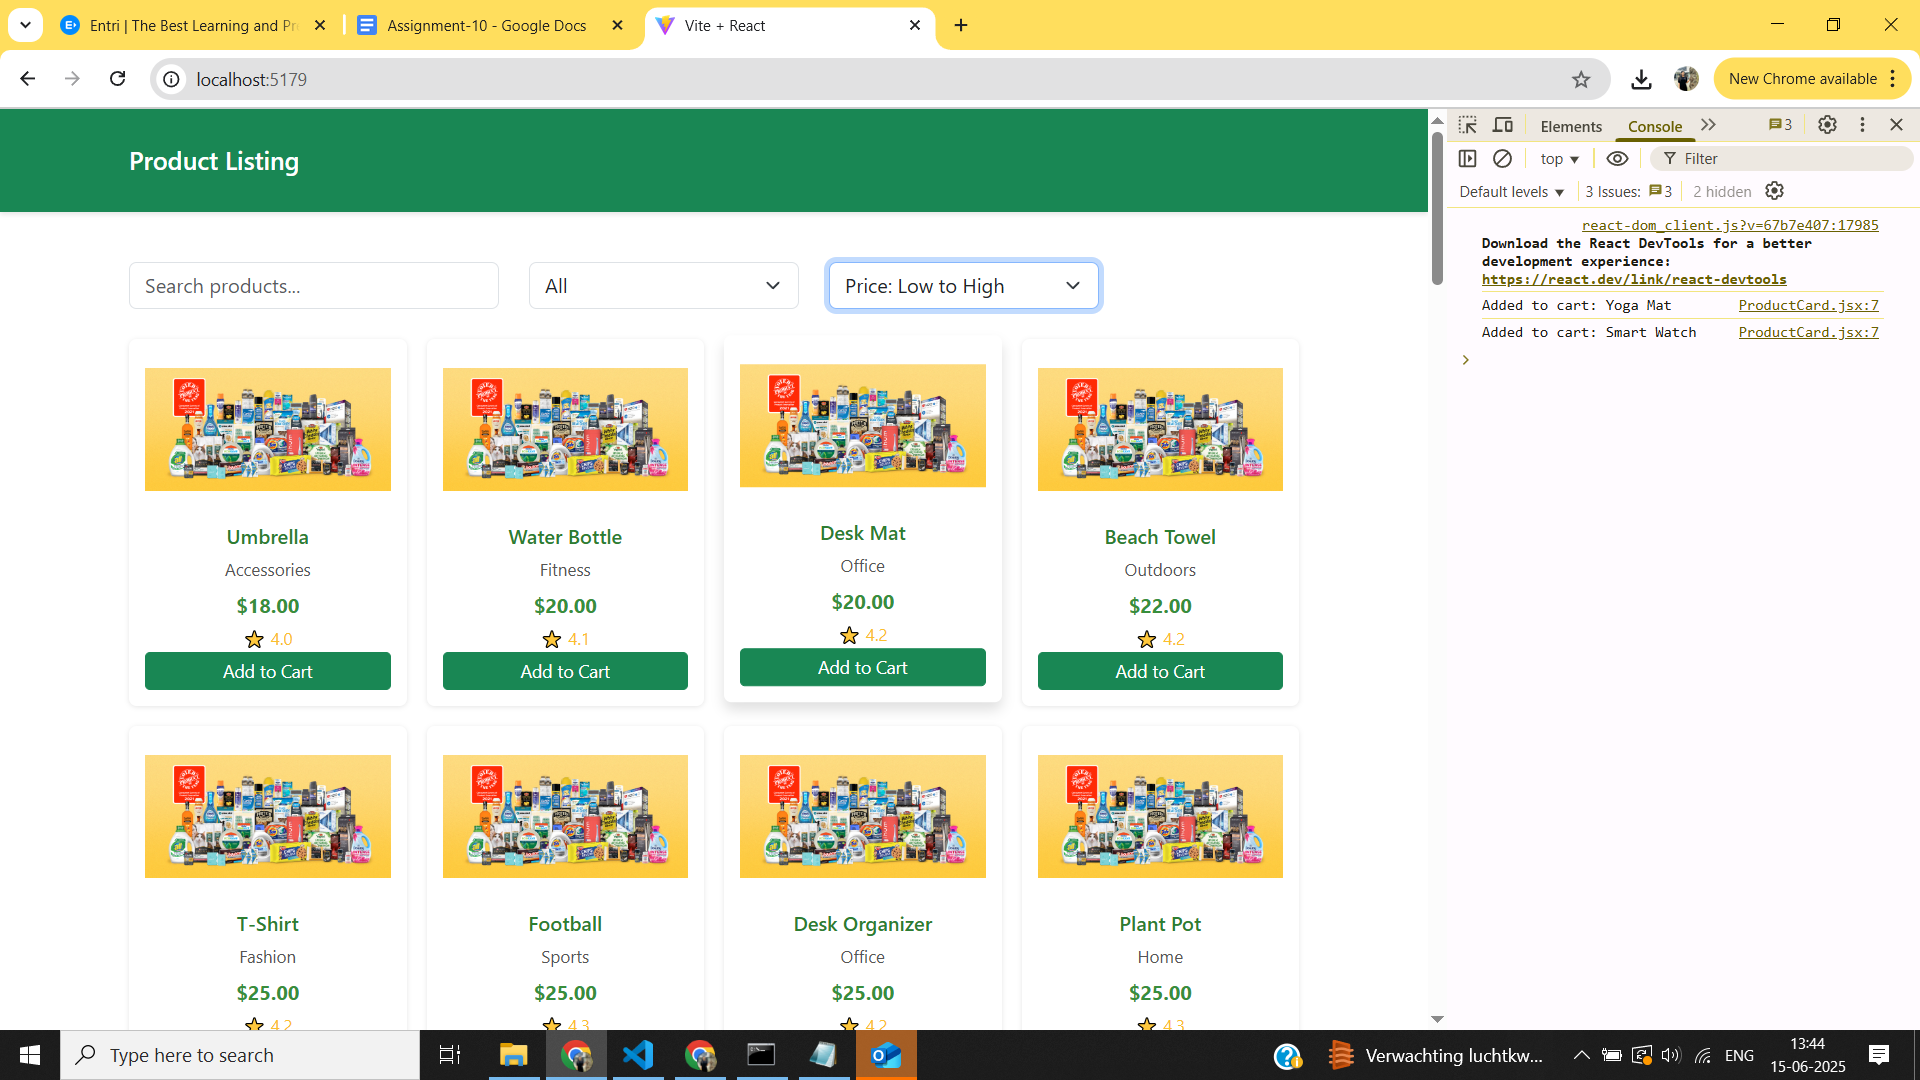 Entri | The Best Learning and Pr
Assignment-10 - Google Docs
Vite + React
localhost:5179
New Chrome available
Product Listing
Search products...
All
Price: Low to High
Umbrella
Accessories
$18.00
4.0
Add to Cart
Water Bottle
Fitness
$20.00
4.1
Add to Cart
Desk Mat
Office
$20.00
4.2
Add to Cart
Beach Towel
Outdoors
$22.00
4.2
Add to Cart
T-Shirt
Fashion
$25.00
4.2
Football
Sports
$25.00
4.3
Desk Organizer
Office
$25.00
4.2
Plant Pot
Home
$25.00
4.3
Elements
Console
3
top
Filter
Default levels
3 Issues:
3
2 hidden
react-dom_client.js?v=67b7e407:17985
Download the React DevTools for a better
development experience:
https://react.dev/link/react-devtools
Added to cart: Yoga Mat
ProductCard.jsx:7
Added to cart: Smart Watch
ProductCard.jsx:7
Type here to search
Verwachting luchtkw...
ENG
13:44
15-06-2025